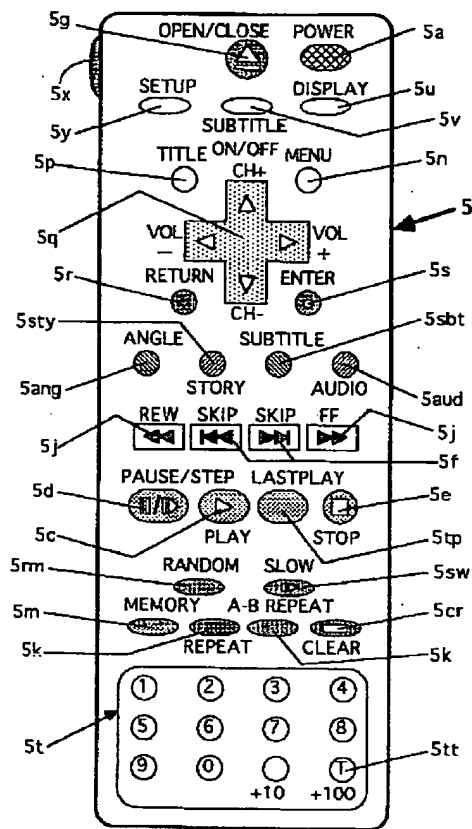 5g OPEN/CLOSE POWER 5a
5x
SETUP DISPLAY 5u
5y SUBTITLE 5v
ON/OFF
5p TITLE CH+ MENU 5n
5q VOL - VOL + 5
5r RETURN ENTER 5s
CH-
5sty ANGLE SUBTITLE 5sbt
5ang STORY AUDIO 5aud
REW SKIP SKIP FF
5j 5j
5f
5d PAUSE/STEP LASTPLAY 5e
5c PLAY STOP
5tp
5rm RANDOM SLOW 5sw
5m MEMORY A-B REPEAT 5cr
5k REPEAT CLEAR 5k
1 2 3 4
5t 5 6 7 8
9 0 5tt
+10 +100